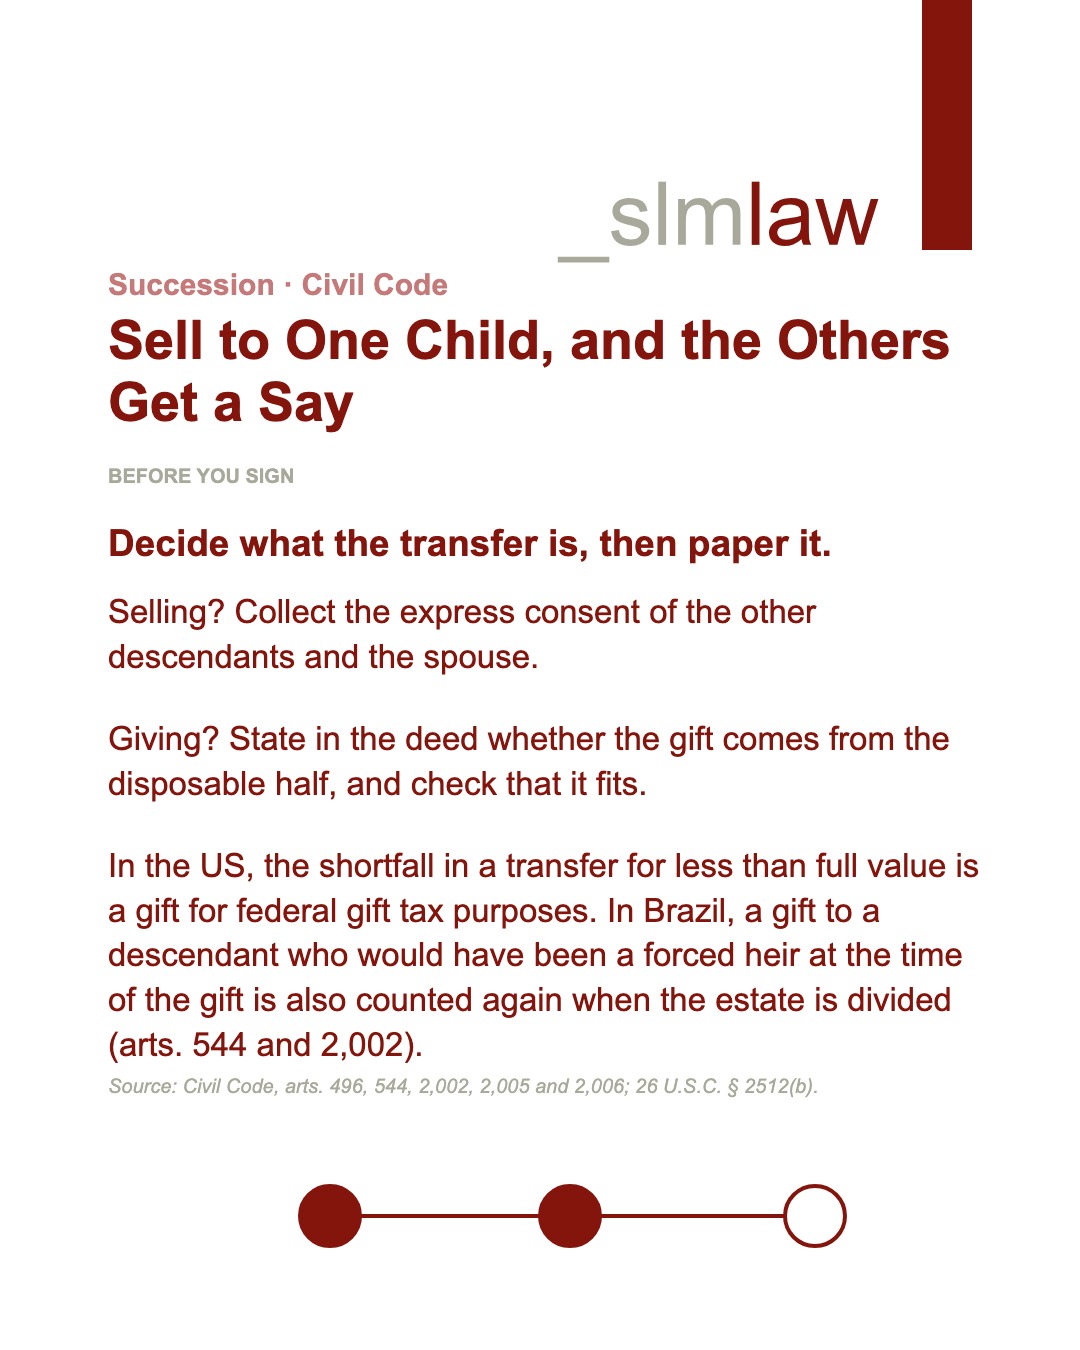 _slmlaw
Succession · Civil Code
Sell to One Child, and the Others
Get a Say
BEFORE YOU SIGN
Decide what the transfer is, then paper it.
Selling? Collect the express consent of the other
descendants and the spouse.
Giving? State in the deed whether the gift comes from the
disposable half, and check that it fits.
In the US, the shortfall in a transfer for less than full value is
a gift for federal gift tax purposes. In Brazil, a gift to a
descendant who would have been a forced heir at the time
of the gift is also counted again when the estate is divided
(arts. 544 and 2,002).
Source: Civil Code, arts. 496, 544, 2,002, 2,005 and 2,006; 26 U.S.C. § 2512(b).